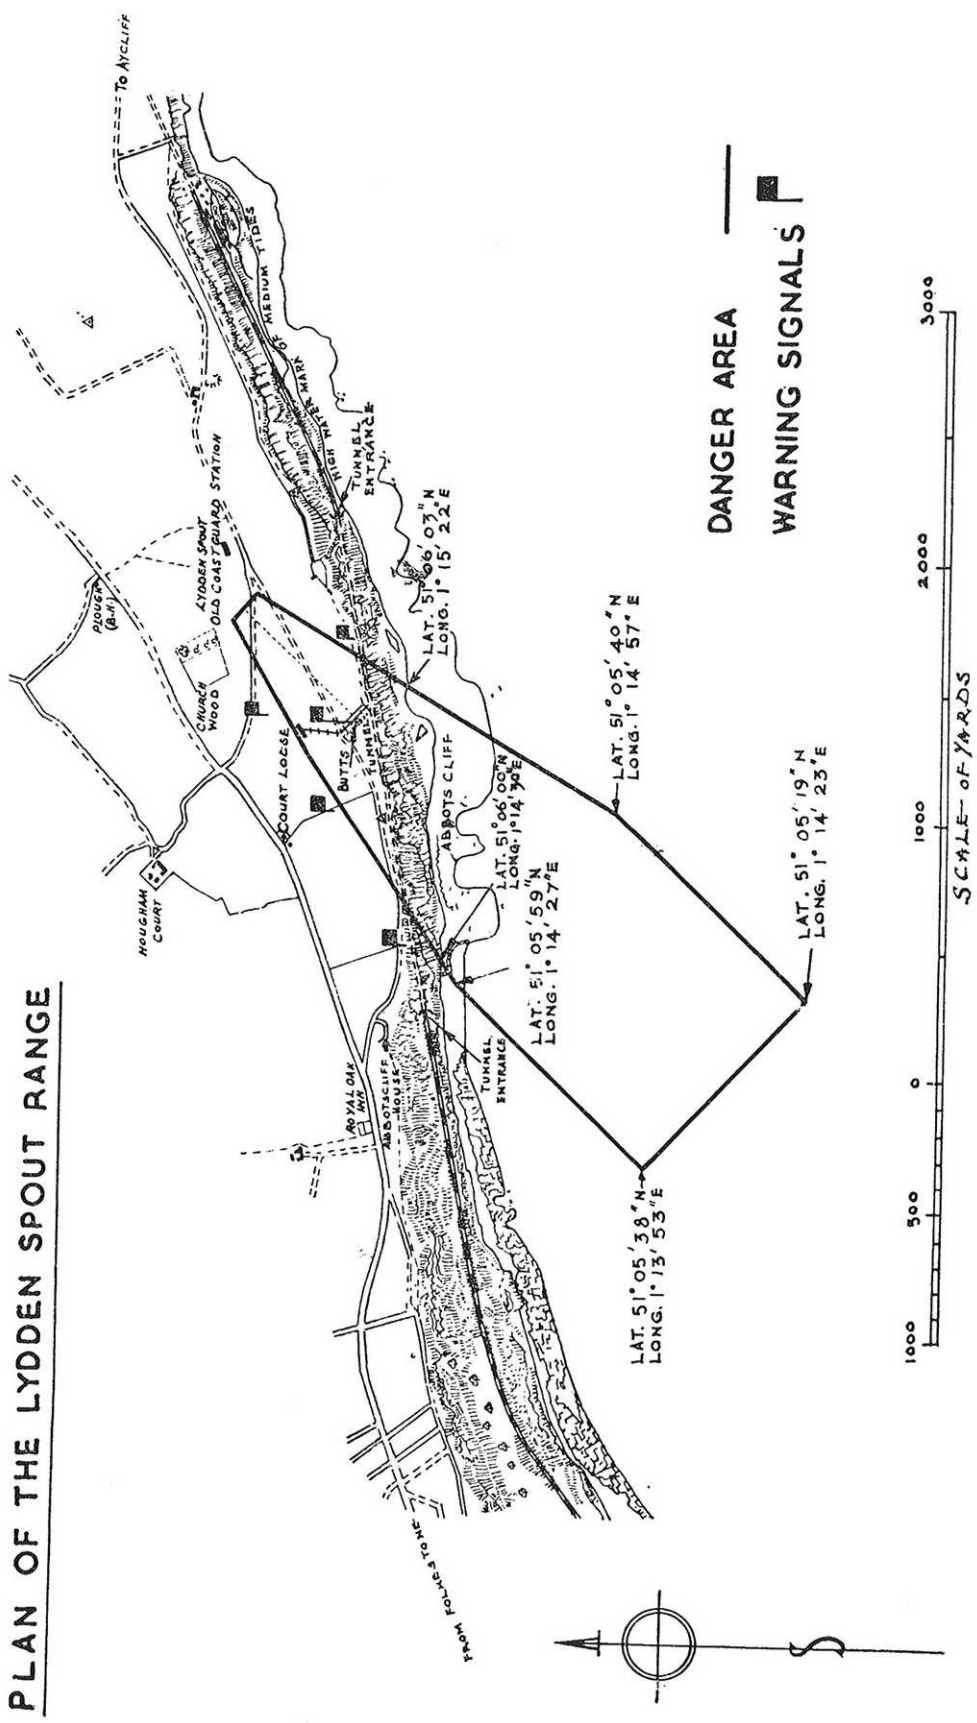 PLAN OF THE LYDDEN SPOUT RANGE
TO AYCLIFF
PLOUGH
(B.H.)
LYDDEN SPOUT
OLD COASTGUARD STATION
CHURCH
WOOD
HOUGHAM
COURT
COURT LODGE
BUTTS
TUNNEL
ROYAL OAK
INN
ABBOTSCLIFF
HOUSE
HIGH WATER MARK OF MEDIUM TIDES
TUNNEL
ENTRANCE
LAT. 51° 06' 03" N
LONG. 1° 15' 22" E
ABBOTS CLIFF
LAT. 51° 06' 00" N
LONG. 1° 14' 30" E
LAT. 51° 05' 59" N
LONG. 1° 14' 27" E
TUNNEL
ENTRANCE
LAT. 51° 05' 40" N
LONG. 1° 14' 57" E
LAT. 51° 05' 19" N
LONG. 1° 14' 23" E
LAT. 51° 05' 38" N
LONG. 1° 13' 53" E
FROM FOLKESTONE
DANGER AREA
WARNING SIGNALS
S
1000 500 0 1000 2000 3000
SCALE OF YARDS